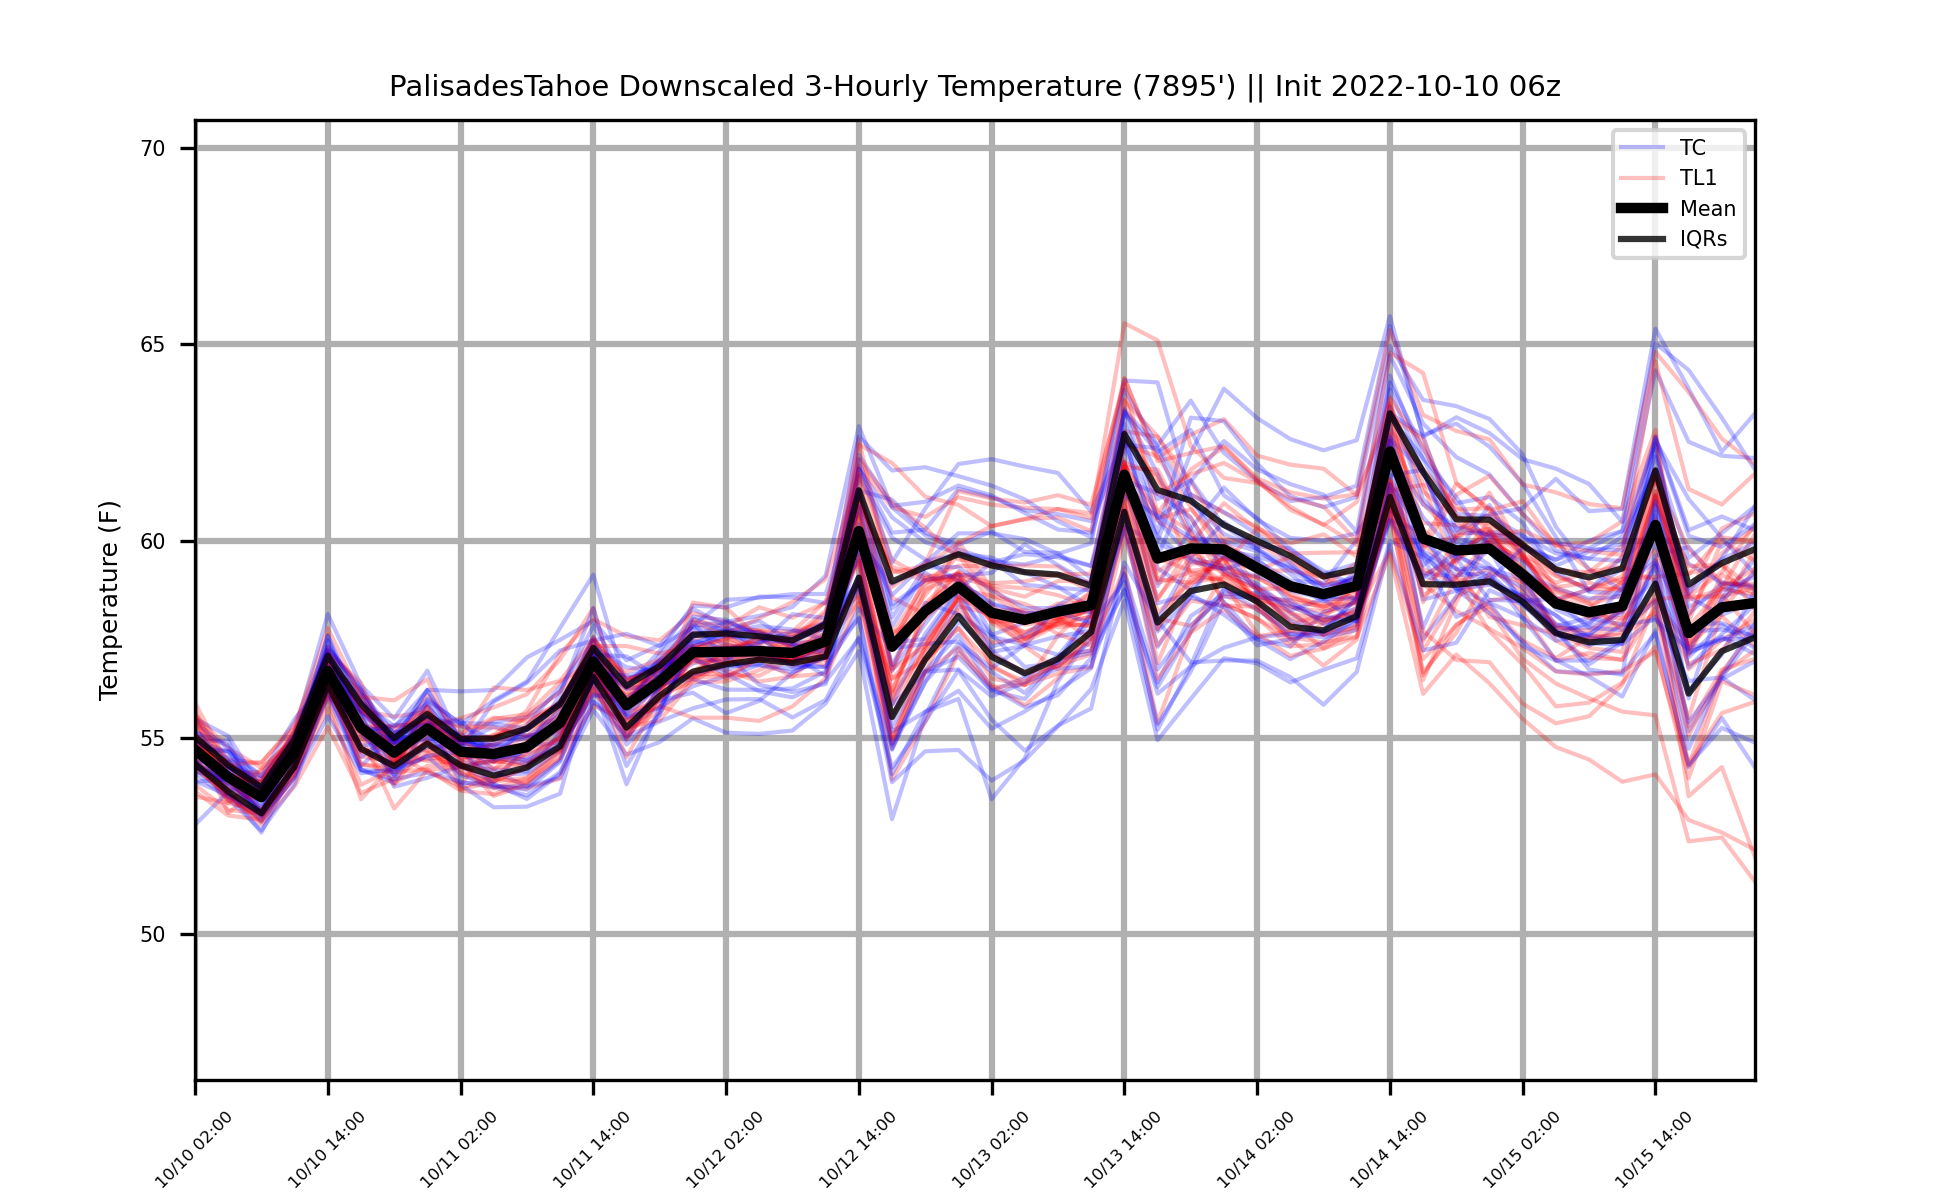 PalisadesTahoe Downscaled 3-Hourly Temperature (7895') || Init 2022-10-10 06z
TC
TL1
Mean
IQRs
Temperature (F)
70
65
60
55
50
10/10 02:00
10/10 14:00
10/11 02:00
10/11 14:00
10/12 02:00
10/12 14:00
10/13 02:00
10/13 14:00
10/14 02:00
10/14 14:00
10/15 02:00
10/15 14:00